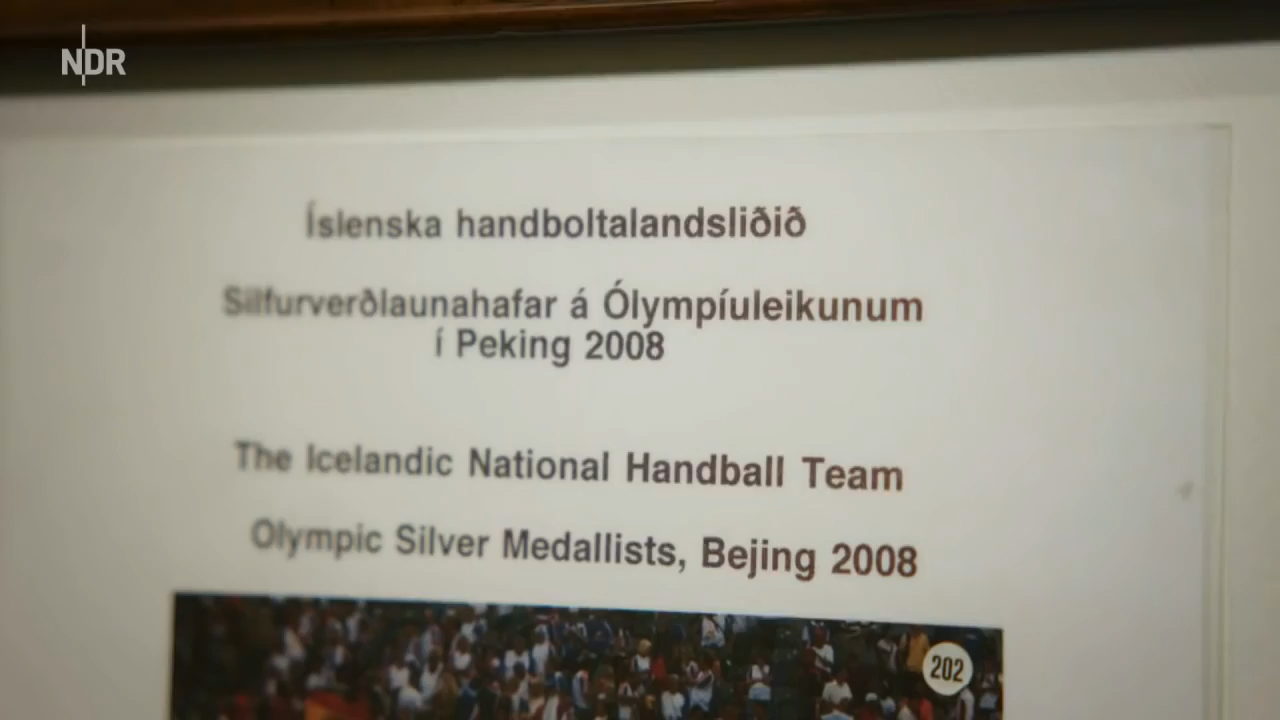 NDR
Íslenska handboltalandsliðið
Silfurverðlaunahafar á Ólympíuleikunum
í Peking 2008
The Icelandic National Handball Team
Olympic Silver Medallists, Bejing 2008
202